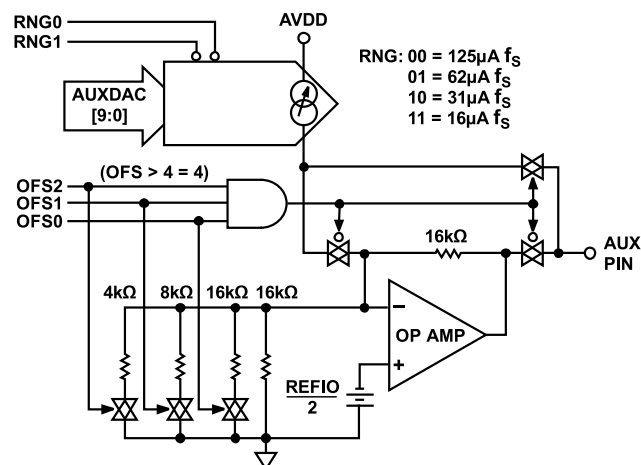 RNG0
RNG1
AVDD
RNG: 00 = 125µA fS
01 = 62µA fS
10 = 31µA fS
11 = 16µA fS
AUXDAC
[9:0]
(OFS > 4 = 4)
OFS2
OFS1
OFS0
16kΩ
AUX
PIN
4kΩ 8kΩ 16kΩ 16kΩ
–
OP AMP
+
REFIO
2